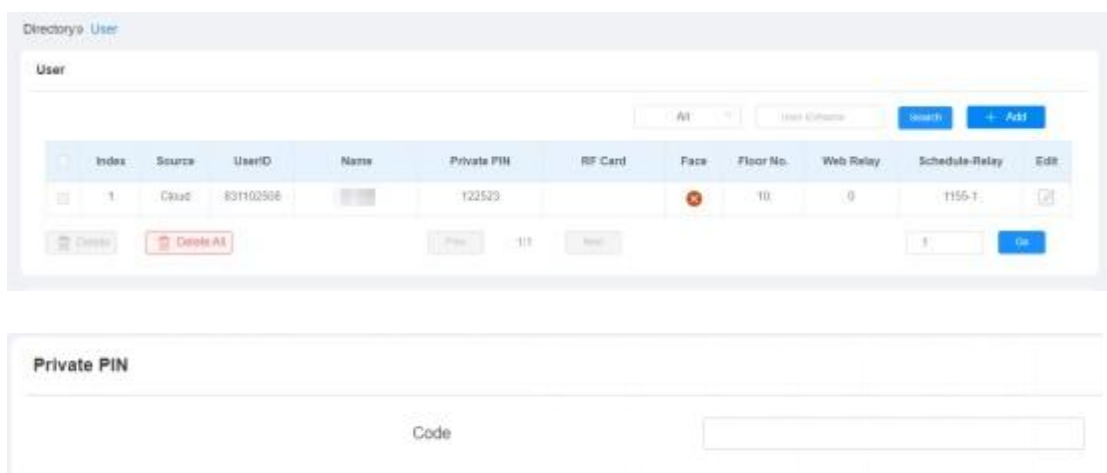 Directory» User
User
All Search + Add
Index Source UserID Name Private PIN RF Card Face Floor No. Web Relay Schedule-Relay Edit
1 Cloud 831102508 122523 10 0 1155-1
Delete Delete All Prev 1/1 Next 1 Go
Private PIN
Code